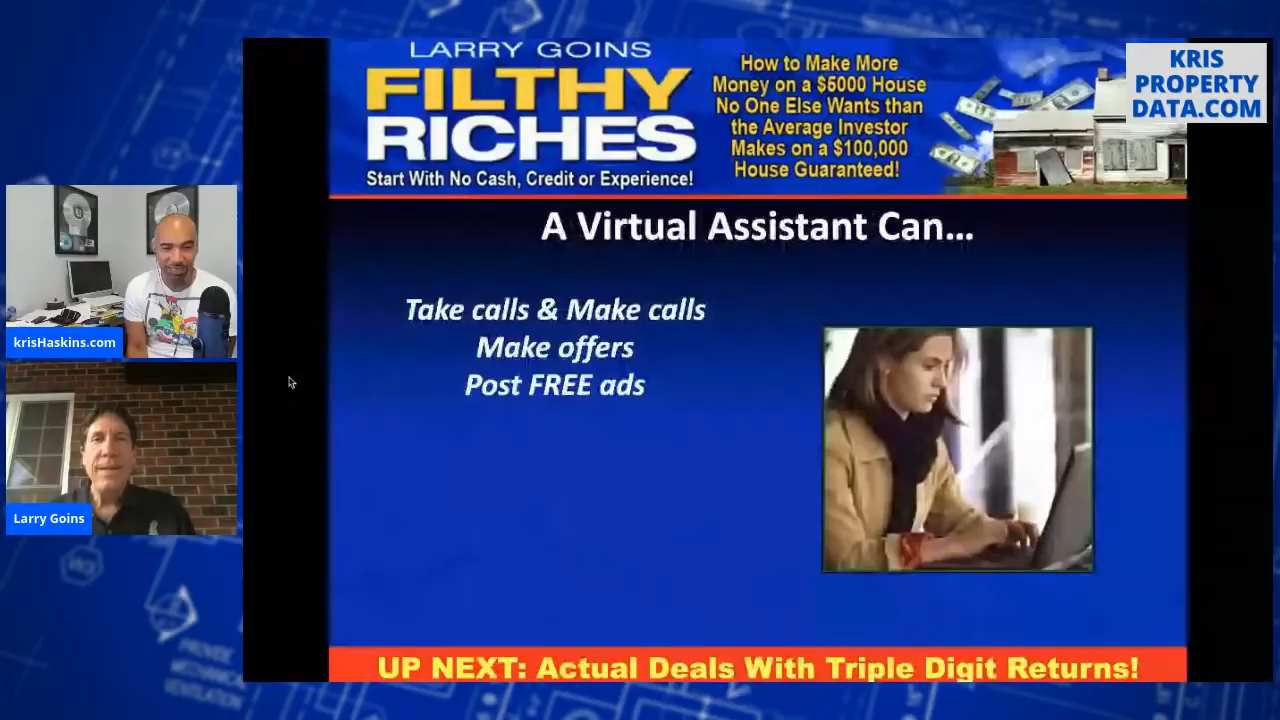 LARRY GOINS
FILTHY
RICHES
Start With No Cash, Credit or Experience!
How to Make More
Money on a $5000 House
No One Else Wants than
the Average Investor
Makes on a $100,000
House Guaranteed!
KRIS
PROPERTY
DATA.COM
A Virtual Assistant Can...
Take calls & Make calls
Make offers
Post FREE ads
krisHaskins.com
Larry Goins
UP NEXT: Actual Deals With Triple Digit Returns!
PROVIDE
MECHANICAL
VENTILATION